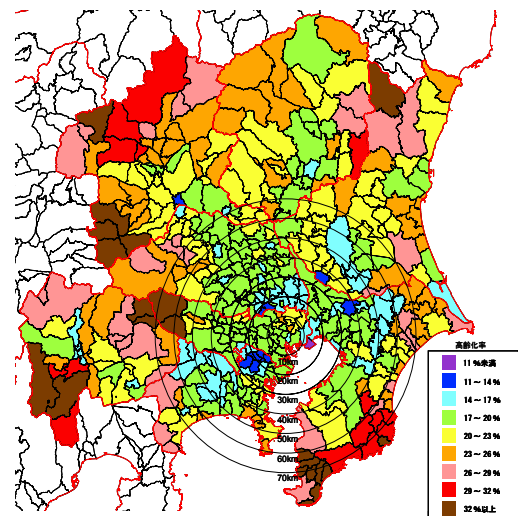 10km
20km
30km
40km
50km
60km
70km
高齢化率
11 %未満
11 ～ 14 %
14 ～ 17 %
17 ～ 20 %
20 ～ 23 %
23 ～ 26 %
26 ～ 29 %
29 ～ 32 %
32 %以上